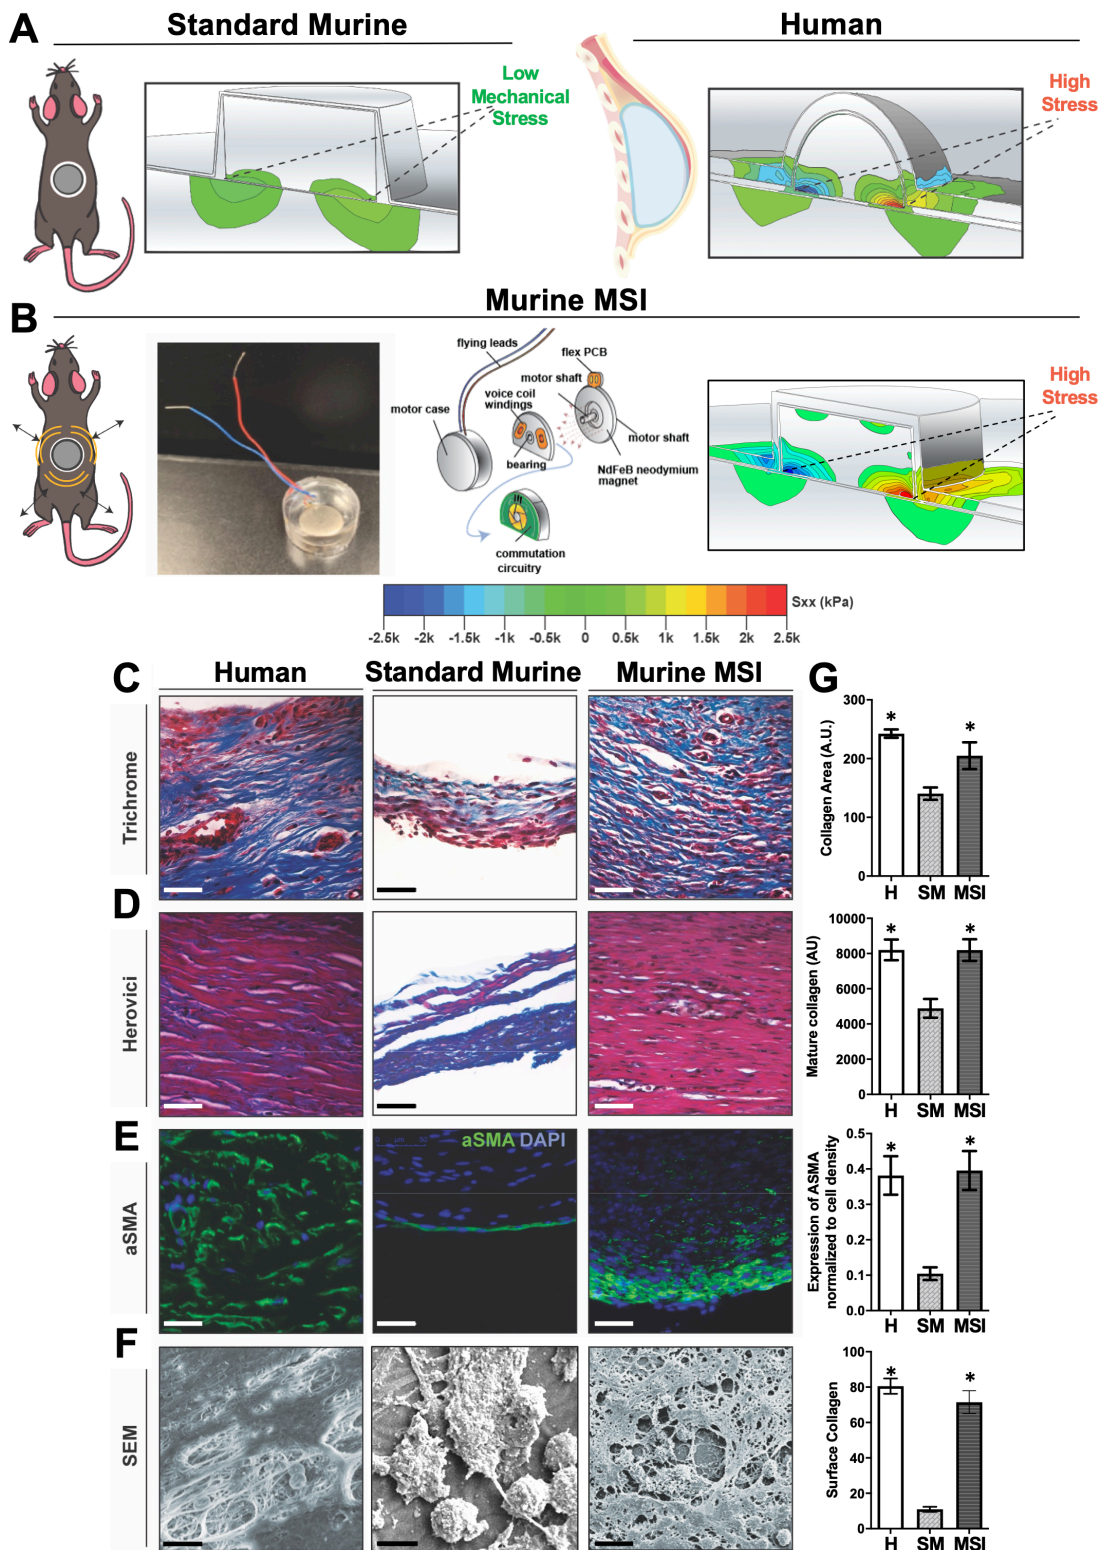 A
Standard Murine
Human
Low
Mechanical
Stress
High
Stress
B
Murine MSI
flying leads
flex PCB
motor shaft
voice coil
windings
motor case
motor shaft
bearing
NdFeB neodymium
magnet
commutation
circuitry
High
Stress
Sxx (kPa)
-2.5k -2k -1.5k -1k -0.5k 0 0.5k 1k 1.5k 2k 2.5k
C
Human
Standard Murine
Murine MSI
G
Trichrome
Collagen Area (A.U.)
300
200
100
0
*
*
H SM MSI
D
Herovici
Mature collagen (AU)
10000
8000
6000
4000
2000
0
*
*
H SM MSI
E
aSMA
aSMA DAPI
Expression of ASMA
normalized to cell density
0.5
0.4
0.3
0.2
0.1
0.0
*
*
H SM MSI
F
SEM
Surface Collagen
100
80
60
40
20
0
*
*
H SM MSI